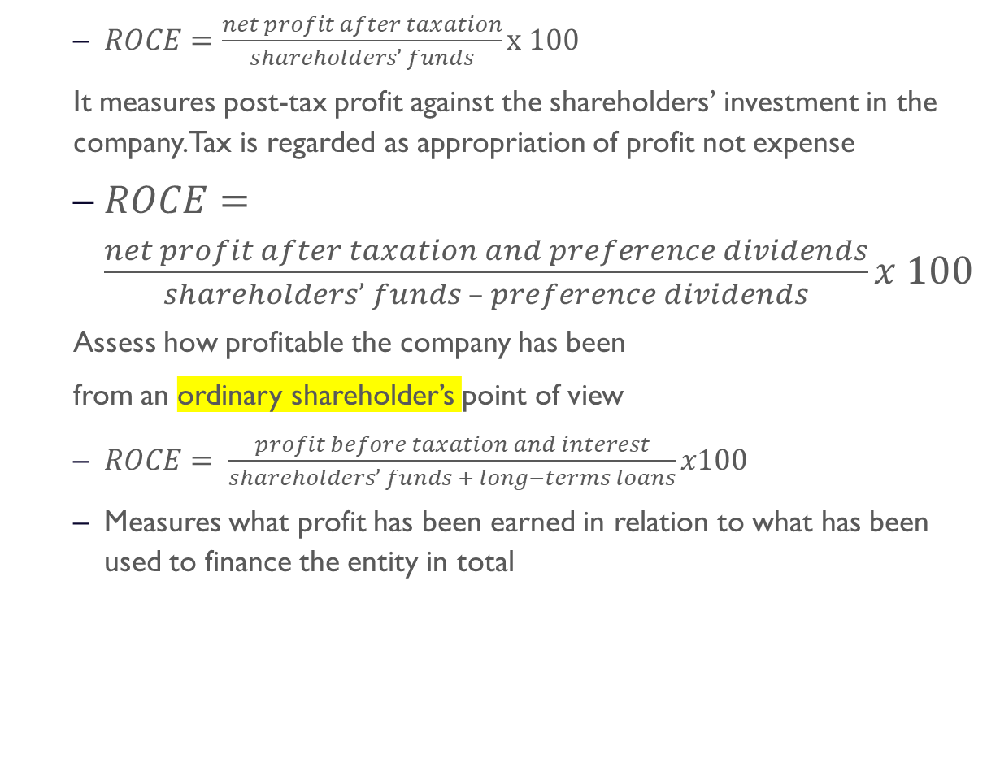 – ROCE = net profit after taxation / shareholders’ funds x 100
It measures post-tax profit against the shareholders’ investment in the
company.Tax is regarded as appropriation of profit not expense
– ROCE =
net profit after taxation and preference dividends / shareholders’ funds – preference dividends x 100
Assess how profitable the company has been
from an ordinary shareholder’s point of view
– ROCE = profit before taxation and interest / shareholders’ funds + long−terms loans x100
– Measures what profit has been earned in relation to what has been
used to finance the entity in total